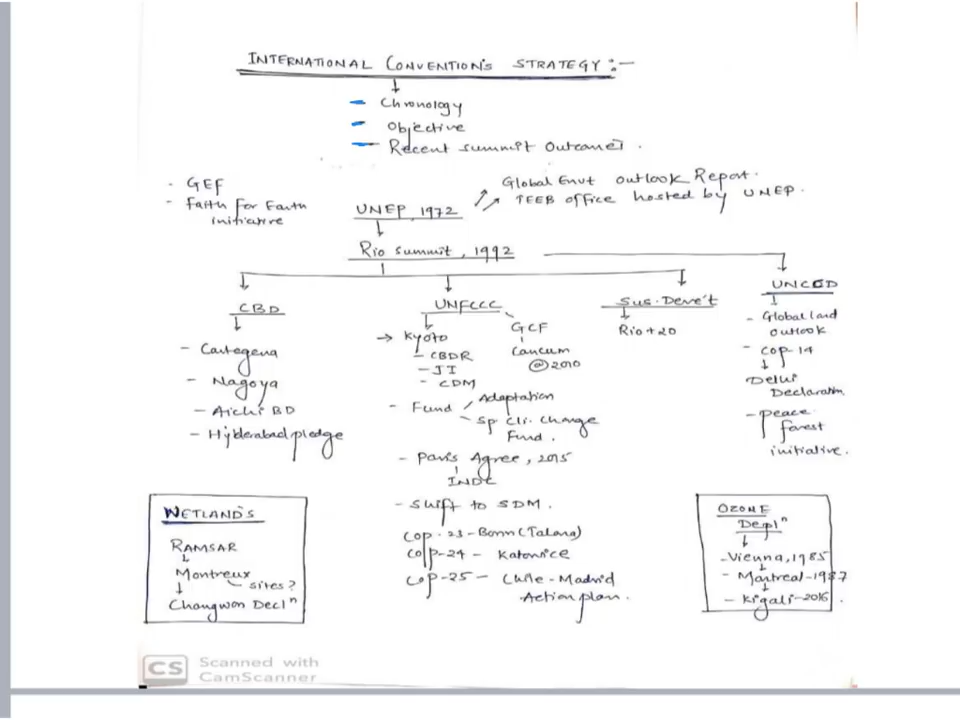 INTERNATIONAL CONVENTION'S STRATEGY :-
- Chronology
- Objective
- Recent summit Outcomes.
- GEF
- Faith for Earth
initiative
UNEP, 1972
Global Envt outlook Report.
TEEB office hosted by UNEP.
Rio summit, 1992
CBD
- Cartegena
- Nagoya
- Aichi BD
- Hyderabad pledge
UNFCCC
Kyoto
- CBDR
- JI
- CDM
GCF
Cancum
@2010
- Fund
Adaptation
Sp Cli. change
Fund.
- Paris Agree, 2015
INDC
- Shift to SDM.
COP-23 - Bonn (Talano)
COP-24 - Katowice
COP-25 - Chile - Madrid
Action plan.
Sus. Deve't
Rio+20
UNCCD
- Global land
outlook
- COP-14
Delhi
Declaration
- peace
forest
initiative.
WETLAND'S
RAMSAR
Montreux
sites?
Changwon Declⁿ
OZONE
Deplⁿ
- Vienna, 1985
- Montreal - 1987
- Kigali - 2016.
CS Scanned with
CamScanner